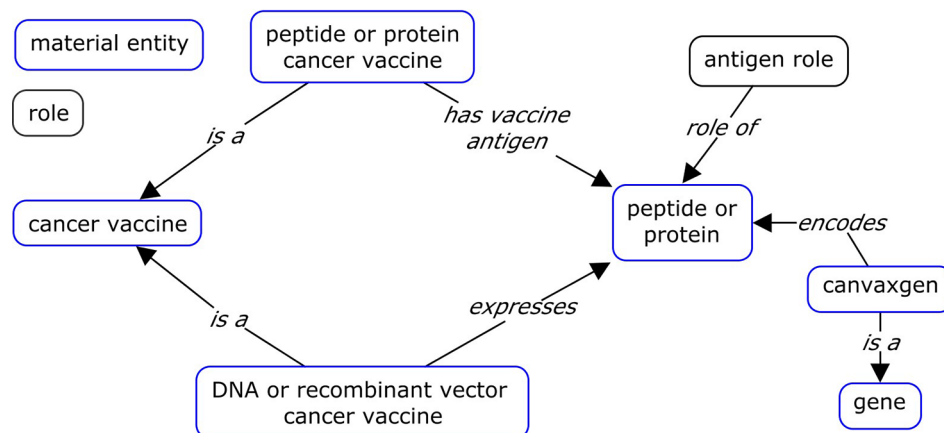 material entity
role
peptide or protein
cancer vaccine
antigen role
is a
has vaccine
antigen
role of
cancer vaccine
peptide or
protein
encodes
canvaxgen
is a
expresses
is a
DNA or recombinant vector
cancer vaccine
gene